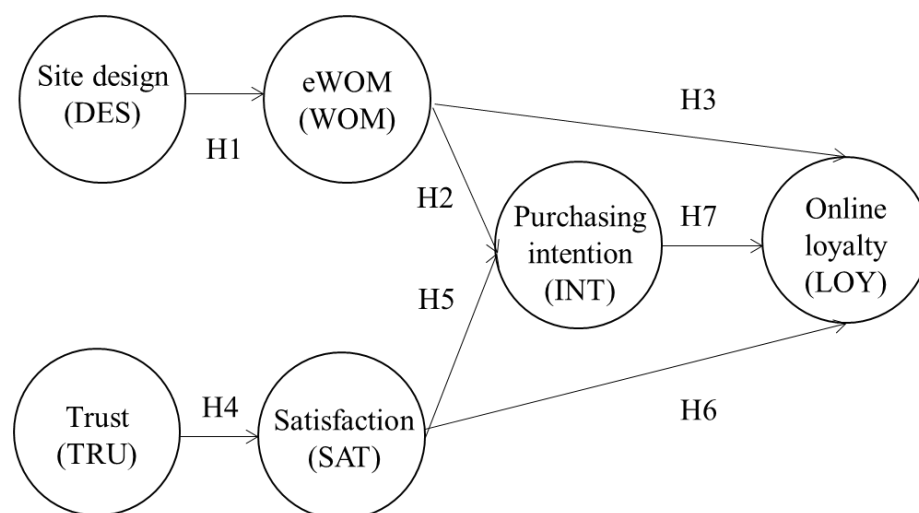 Site design
(DES)
H1
eWOM
(WOM)
H3
H2
Purchasing
intention
(INT)
H7
Online
loyalty
(LOY)
H5
Trust
(TRU)
H4
Satisfaction
(SAT)
H6